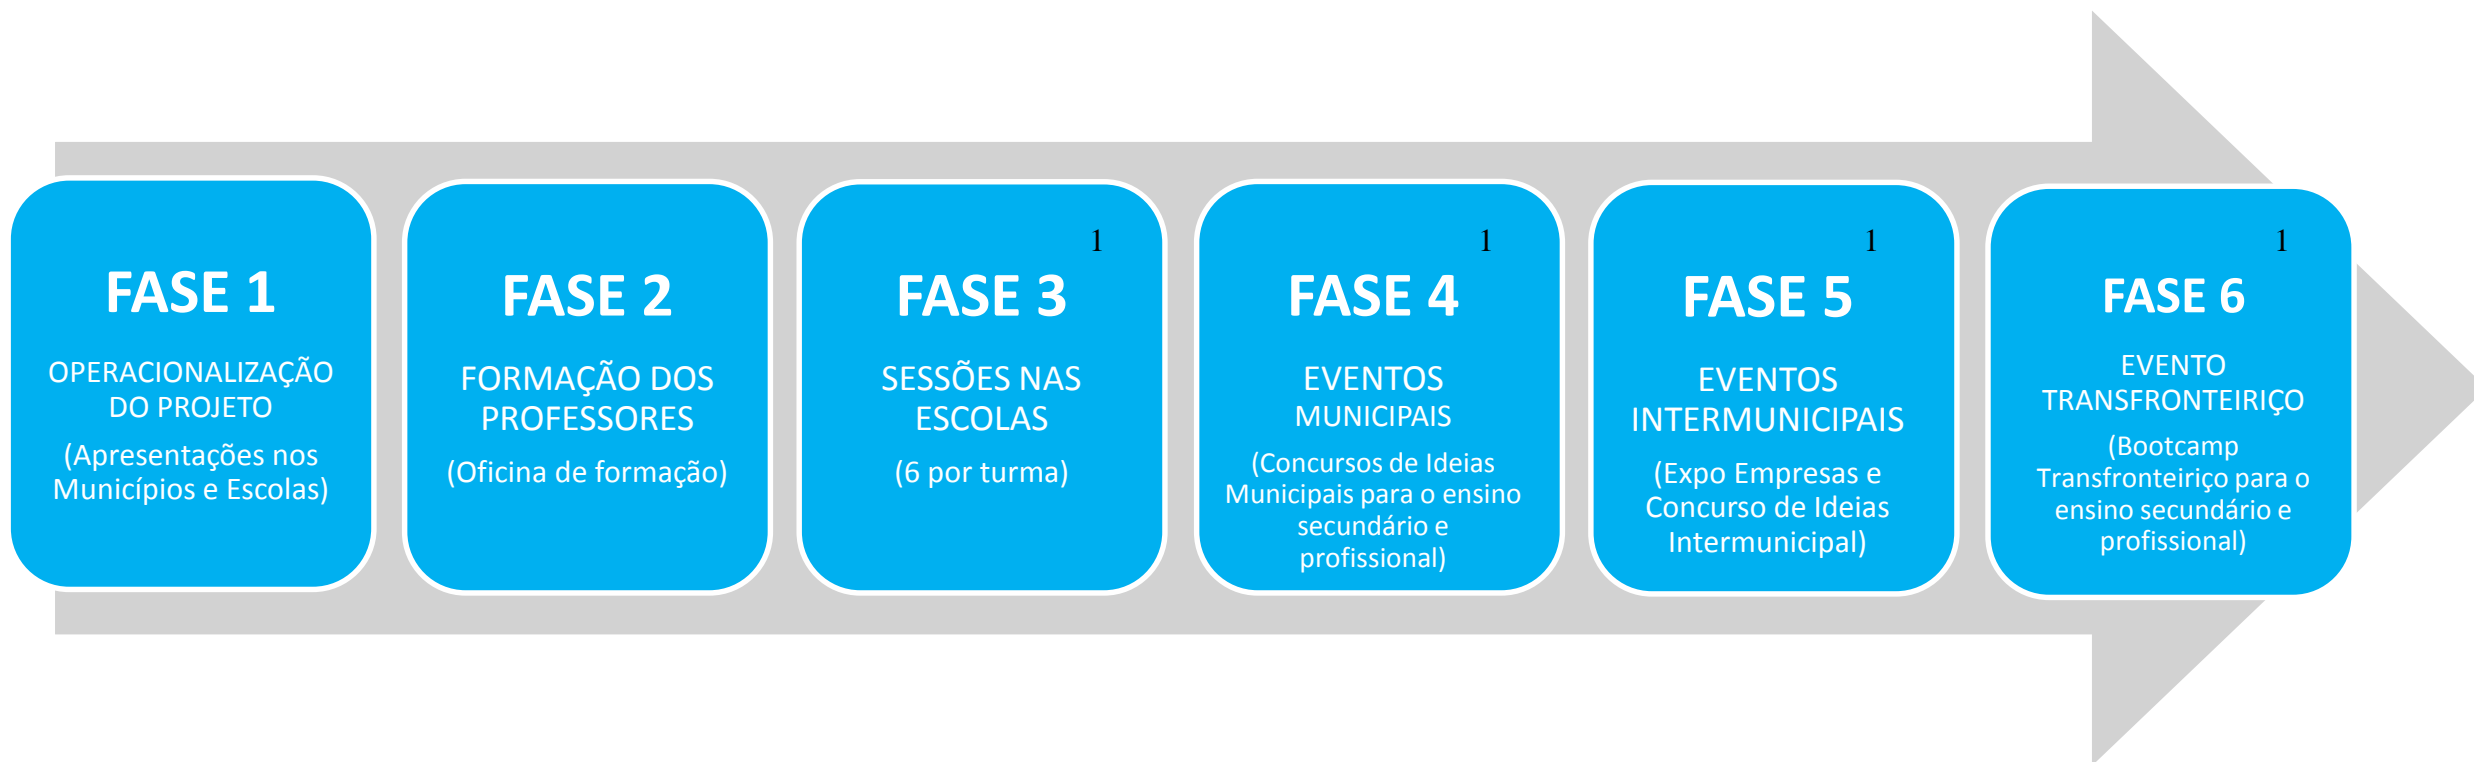 FASE 1
OPERACIONALIZAÇÃO
DO PROJETO
(Apresentações nos
Municípios e Escolas)
FASE 2
FORMAÇÃO DOS
PROFESSORES
(Oficina de formação)
1
FASE 3
SESSÕES NAS
ESCOLAS
(6 por turma)
1
FASE 4
EVENTOS
MUNICIPAIS
(Concursos de Ideias
Municipais para o ensino
secundário e
profissional)
1
FASE 5
EVENTOS
INTERMUNICIPAIS
(Expo Empresas e
Concurso de Ideias
Intermunicipal)
1
FASE 6
EVENTO
TRANSFRONTEIRIÇO
(Bootcamp
Transfronteiriço para o
ensino secundário e
profissional)